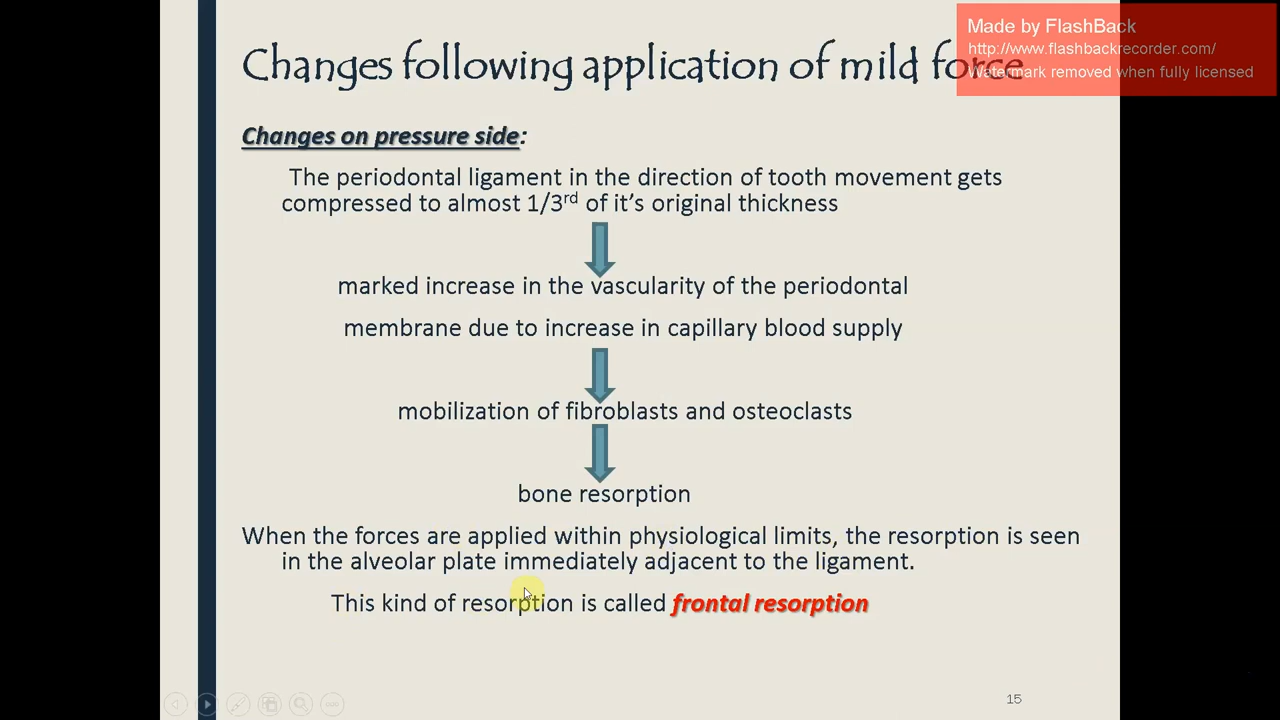 Made by FlashBack
http://www.flashbackrecorder.com/
Watermark removed when fully licensed
Changes following application of mild force
Changes on pressure side:
The periodontal ligament in the direction of tooth movement gets
compressed to almost 1/3rd of it's original thickness
marked increase in the vascularity of the periodontal
membrane due to increase in capillary blood supply
mobilization of fibroblasts and osteoclasts
bone resorption
When the forces are applied within physiological limits, the resorption is seen
in the alveolar plate immediately adjacent to the ligament.
This kind of resorption is called frontal resorption
15